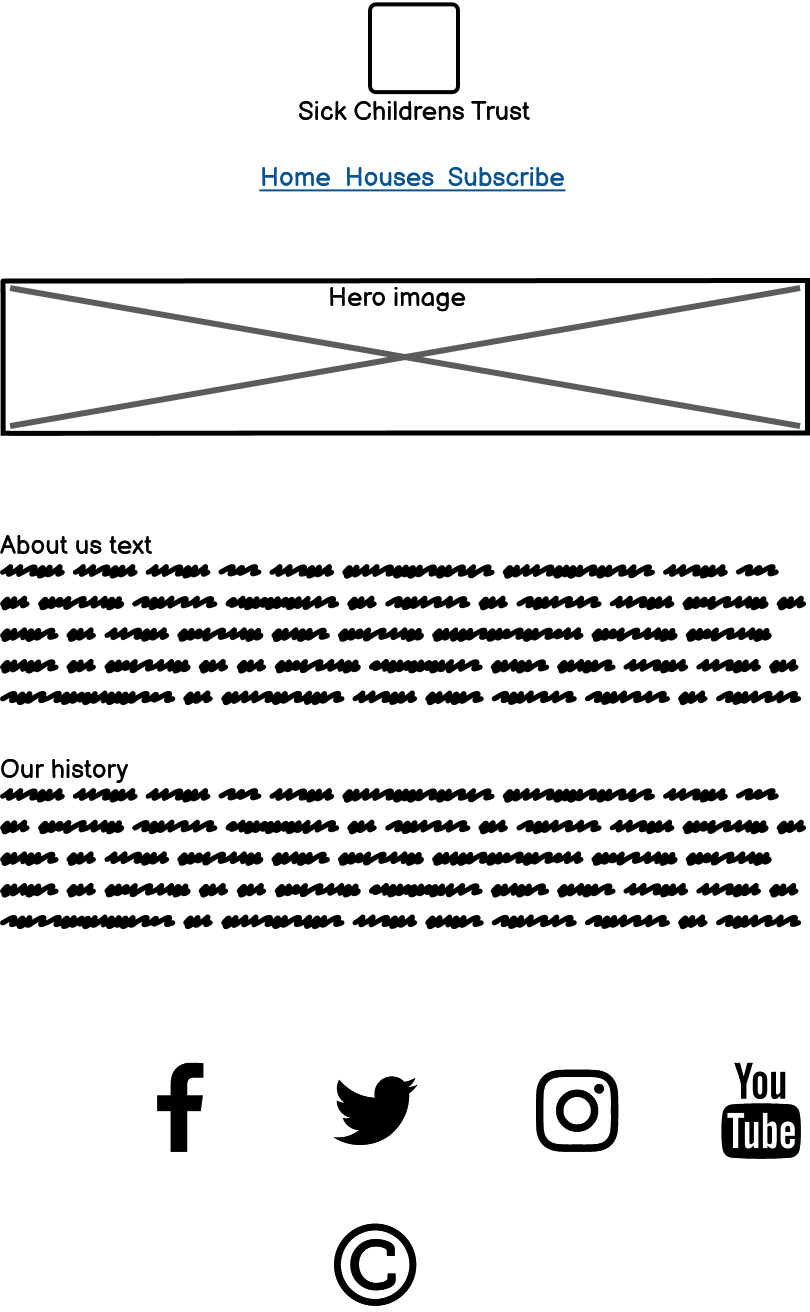 Sick Childrens Trust
Home Houses Subscribe
Hero image
About us text
Our history
You
Tube
©